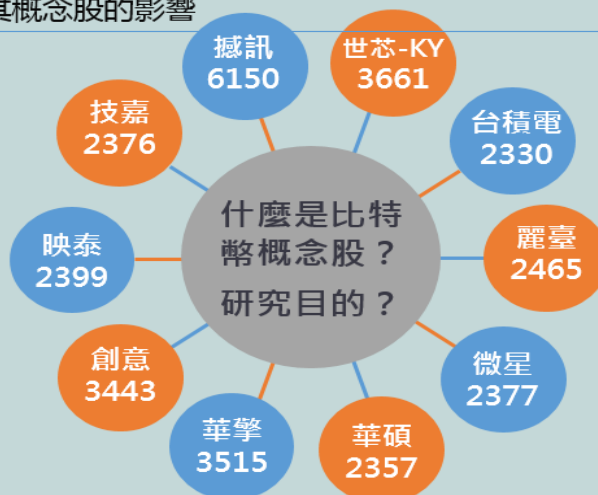 其概念股的影響
撼訊
6150
世芯-KY
3661
技嘉
2376
台積電
2330
什麼是比特
幣概念股？
研究目的？
映泰
2399
麗臺
2465
創意
3443
微星
2377
華擎
3515
華碩
2357